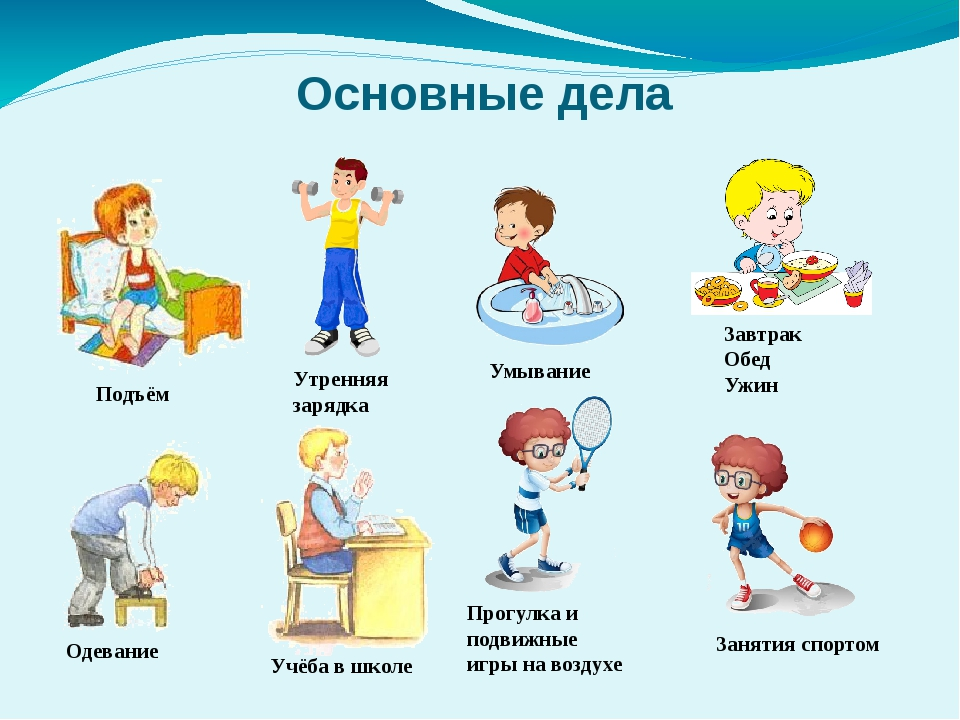 Основные дела
Подъём
Утренняя
зарядка
Умывание
Завтрак
Обед
Ужин
Одевание
Учёба в школе
Прогулка и
подвижные
игры на воздухе
Занятия спортом
10